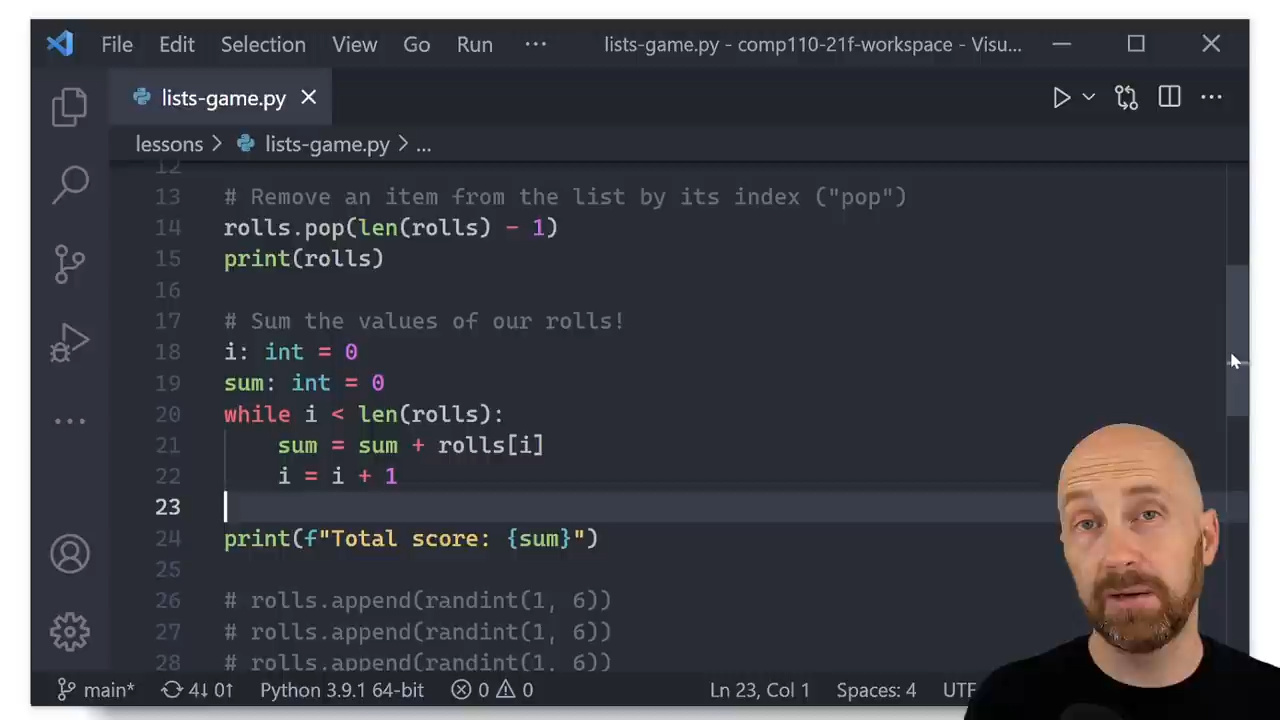 File Edit Selection View Go Run ··· lists-game.py - comp110-21f-workspace - Visu...
lists-game.py
lessons > lists-game.py > ...
12
13 # Remove an item from the list by its index ("pop")
14 rolls.pop(len(rolls) - 1)
15 print(rolls)
16
17 # Sum the values of our rolls!
18 i: int = 0
19 sum: int = 0
20 while i < len(rolls):
21 sum = sum + rolls[i]
22 i = i + 1
23
24 print(f"Total score: {sum}")
25
26 # rolls.append(randint(1, 6))
27 # rolls.append(randint(1, 6))
28 # rolls.append(randint(1, 6))
main* 4↓ 0↑ Python 3.9.1 64-bit 0 0 Ln 23, Col 1 Spaces: 4 UTF